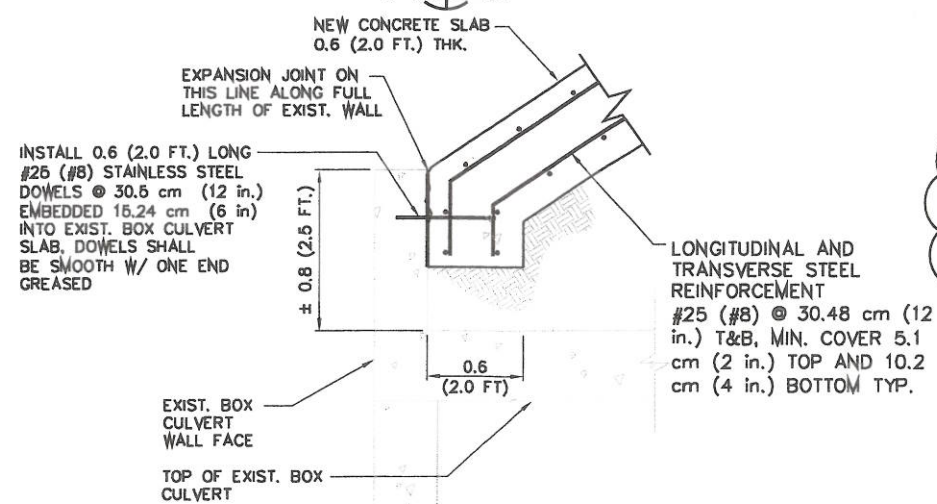 NEW CONCRETE SLAB
0.6 (2.0 FT.) THK.
EXPANSION JOINT ON
THIS LINE ALONG FULL
LENGTH OF EXIST. WALL
INSTALL 0.6 (2.0 FT.) LONG
#25 (#8) STAINLESS STEEL
DOWELS @ 30.5 cm (12 in.)
EMBEDDED 15.24 cm (6 in)
INTO EXIST. BOX CULVERT
SLAB. DOWELS SHALL
BE SMOOTH W/ ONE END
GREASED
± 0.8 (2.5 FT.)
LONGITUDINAL AND
TRANSVERSE STEEL
REINFORCEMENT
#25 (#8) @ 30.48 cm (12
in.) T&B, MIN. COVER 5.1
cm (2 in.) TOP AND 10.2
cm (4 in.) BOTTOM TYP.
0.6
(2.0 FT)
EXIST. BOX
CULVERT
WALL FACE
TOP OF EXIST. BOX
CULVERT